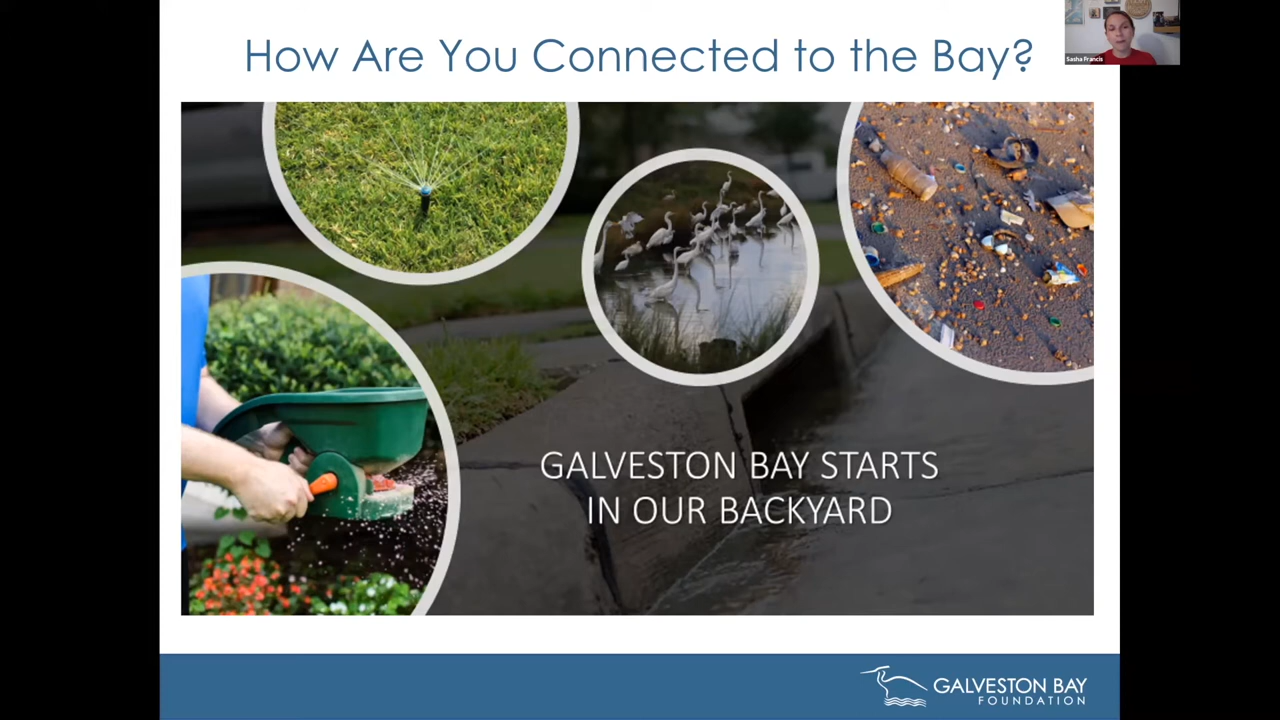 How Are You Connected to the Bay?
Sasha Francis
GALVESTON BAY STARTS
IN OUR BACKYARD
GALVESTON BAY
FOUNDATION